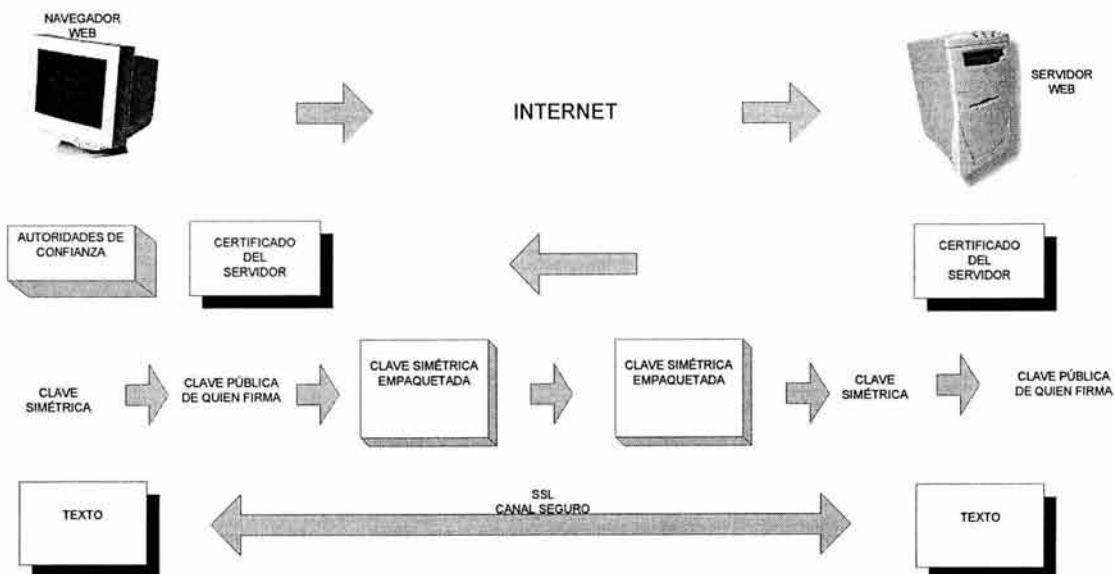 NAVEGADOR
WEB
INTERNET
SERVIDOR
WEB
AUTORIDADES DE
CONFIANZA
CERTIFICADO
DEL
SERVIDOR
CERTIFICADO
DEL
SERVIDOR
CLAVE
SIMÉTRICA
CLAVE PÚBLICA
DE QUIEN FIRMA
CLAVE SIMÉTRICA
EMPAQUETADA
CLAVE SIMÉTRICA
EMPAQUETADA
CLAVE
SIMÉTRICA
CLAVE PÚBLICA
DE QUIEN FIRMA
TEXTO
SSL
CANAL SEGURO
TEXTO